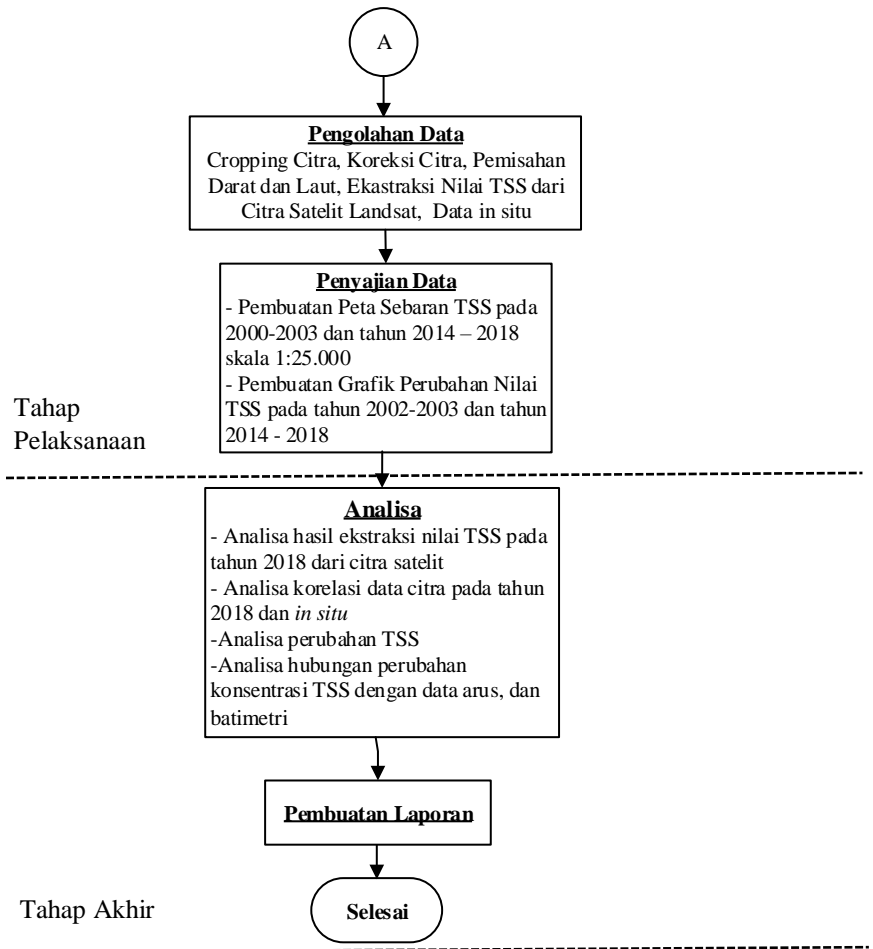 A
Pengolahan Data
Cropping Citra, Koreksi Citra, Pemisahan
Darat dan Laut, Ekastraksi Nilai TSS dari
Citra Satelit Landsat, Data in situ
Penyajian Data
- Pembuatan Peta Sebaran TSS pada
2000-2003 dan tahun 2014 – 2018
skala 1:25.000
- Pembuatan Grafik Perubahan Nilai
TSS pada tahun 2002-2003 dan tahun
2014 - 2018
Tahap
Pelaksanaan
Analisa
- Analisa hasil ekstraksi nilai TSS pada
tahun 2018 dari citra satelit
- Analisa korelasi data citra pada tahun
2018 dan in situ
-Analisa perubahan TSS
-Analisa hubungan perubahan
konsentrasi TSS dengan data arus, dan
batimetri
Pembuatan Laporan
Tahap Akhir
Selesai